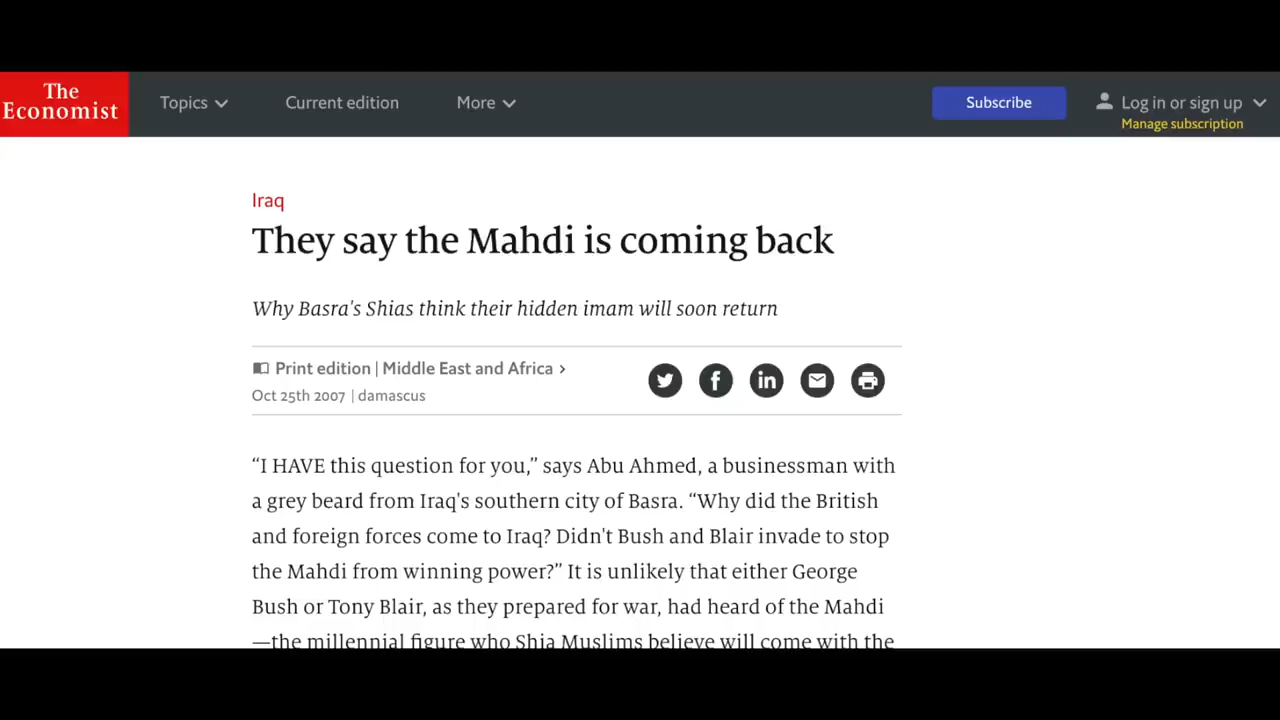 The
Economist
Topics
Current edition
More
Subscribe
Log in or sign up
Manage subscription
Iraq
They say the Mahdi is coming back
Why Basra's Shias think their hidden imam will soon return
Print edition | Middle East and Africa ›
Oct 25th 2007 | damascus
“I HAVE this question for you,” says Abu Ahmed, a businessman with
a grey beard from Iraq's southern city of Basra. “Why did the British
and foreign forces come to Iraq? Didn't Bush and Blair invade to stop
the Mahdi from winning power?” It is unlikely that either George
Bush or Tony Blair, as they prepared for war, had heard of the Mahdi
—the millennial figure who Shia Muslims believe will come with the